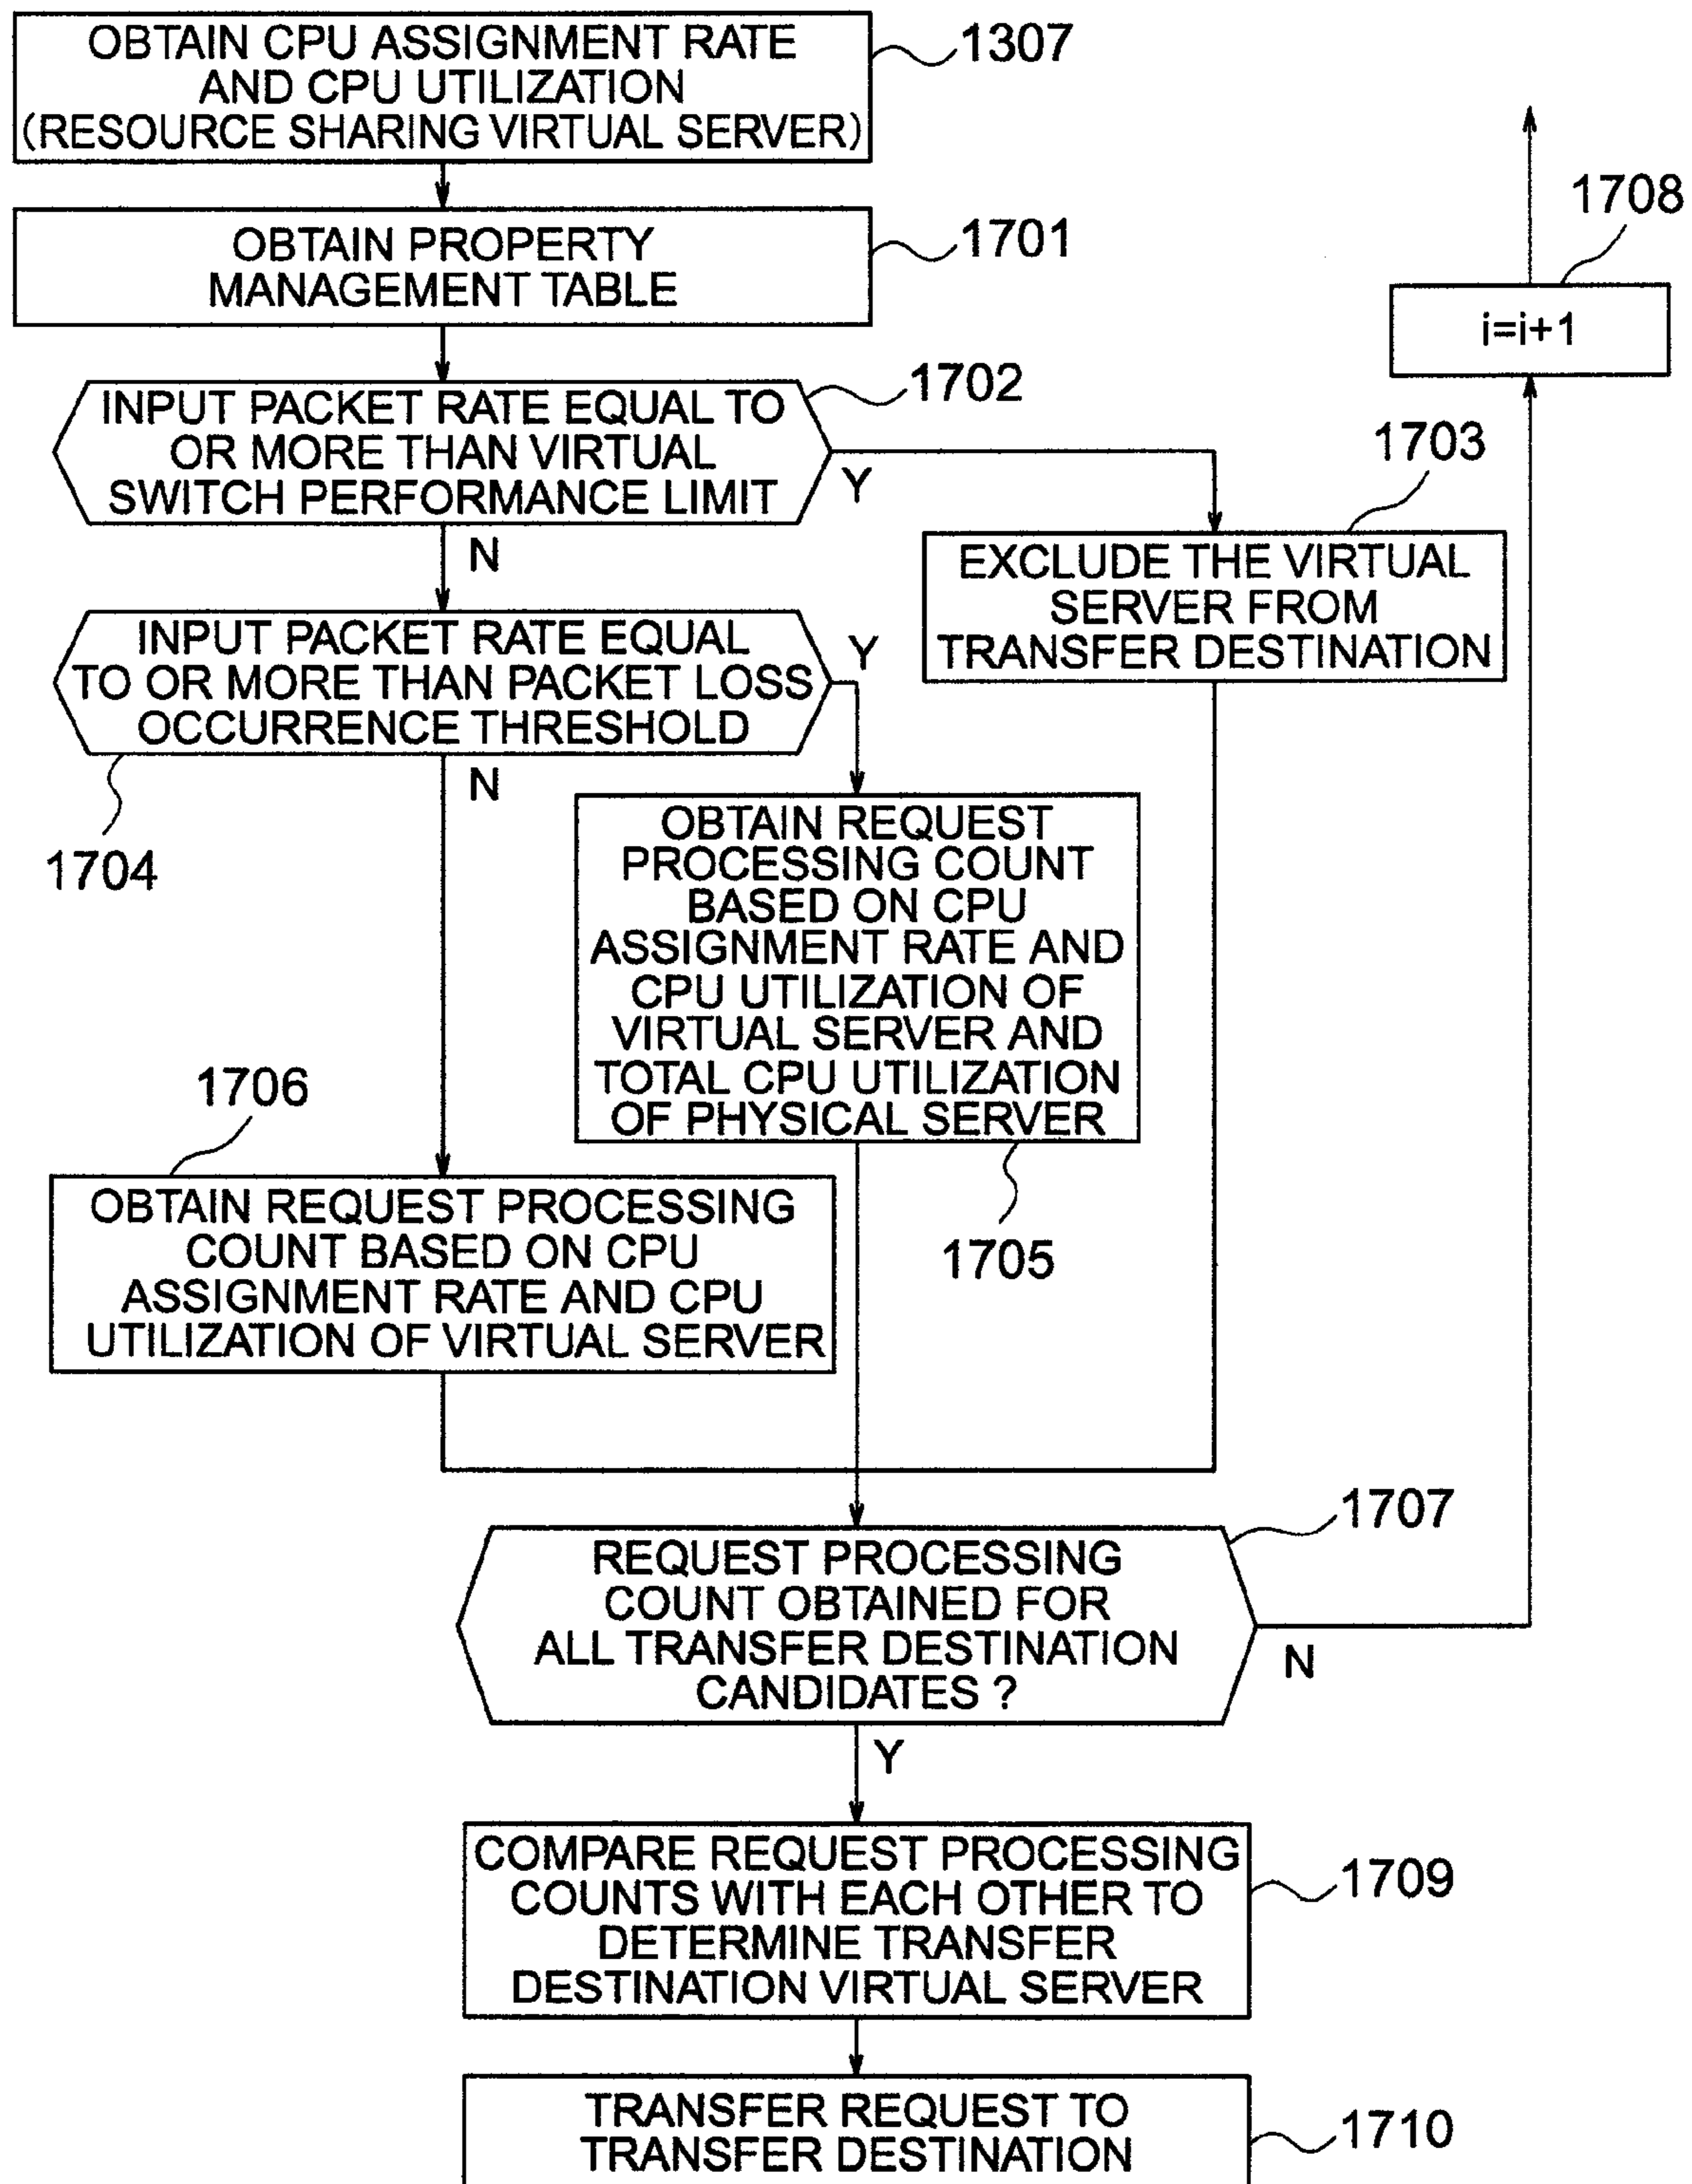 OBTAIN CPU ASSIGNMENT RATE
AND CPU UTILIZATION
(RESOURCE SHARING VIRTUAL SERVER)
1307
OBTAIN PROPERTY
MANAGEMENT TABLE
1701
1708
i=i+1
INPUT PACKET RATE EQUAL TO
OR MORE THAN VIRTUAL
SWITCH PERFORMANCE LIMIT
1702
Y
N
1703
EXCLUDE THE VIRTUAL
SERVER FROM
TRANSFER DESTINATION
INPUT PACKET RATE EQUAL
TO OR MORE THAN PACKET LOSS
OCCURRENCE THRESHOLD
Y
N
1704
OBTAIN REQUEST
PROCESSING COUNT
BASED ON CPU
ASSIGNMENT RATE AND
CPU UTILIZATION OF
VIRTUAL SERVER AND
TOTAL CPU UTILIZATION
OF PHYSICAL SERVER
1705
1706
OBTAIN REQUEST PROCESSING
COUNT BASED ON CPU
ASSIGNMENT RATE AND CPU
UTILIZATION OF VIRTUAL SERVER
1707
REQUEST PROCESSING
COUNT OBTAINED FOR
ALL TRANSFER DESTINATION
CANDIDATES ?
N
Y
COMPARE REQUEST PROCESSING
COUNTS WITH EACH OTHER TO
DETERMINE TRANSFER
DESTINATION VIRTUAL SERVER
1709
TRANSFER REQUEST TO
TRANSFER DESTINATION
1710